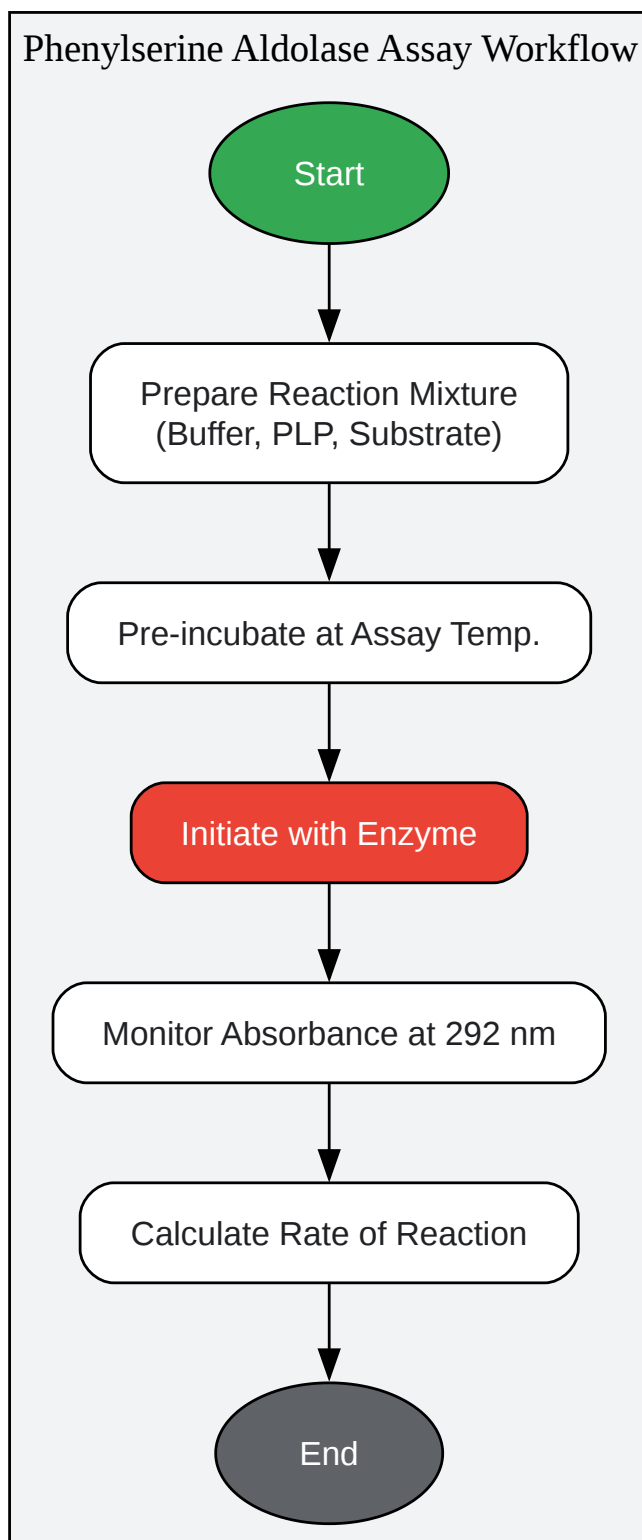 Phenylserine Aldolase Assay Workflow
Start
Prepare Reaction Mixture
(Buffer, PLP, Substrate)
Pre-incubate at Assay Temp.
Initiate with Enzyme
Monitor Absorbance at 292 nm
Calculate Rate of Reaction
End